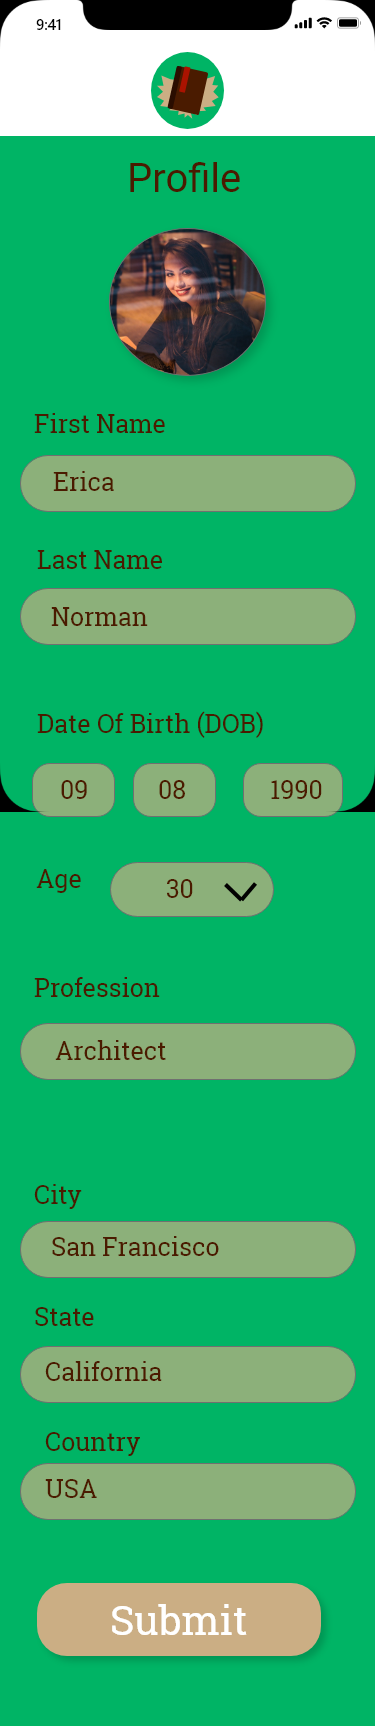 9:41
Profile
First Name
Erica
Last Name
Norman
Date Of Birth (DOB)
09 08 1990
Age 30
Profession
Architect
City
San Francisco
State
California
Country
USA
Submit